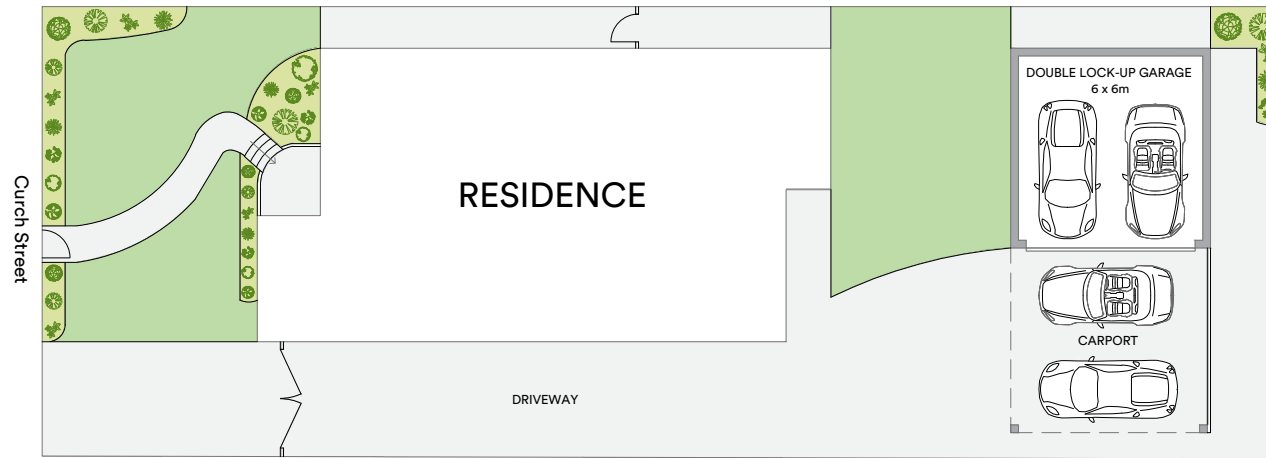 Curch Street
RESIDENCE
DOUBLE LOCK-UP GARAGE
6 x 6m
CARPORT
DRIVEWAY